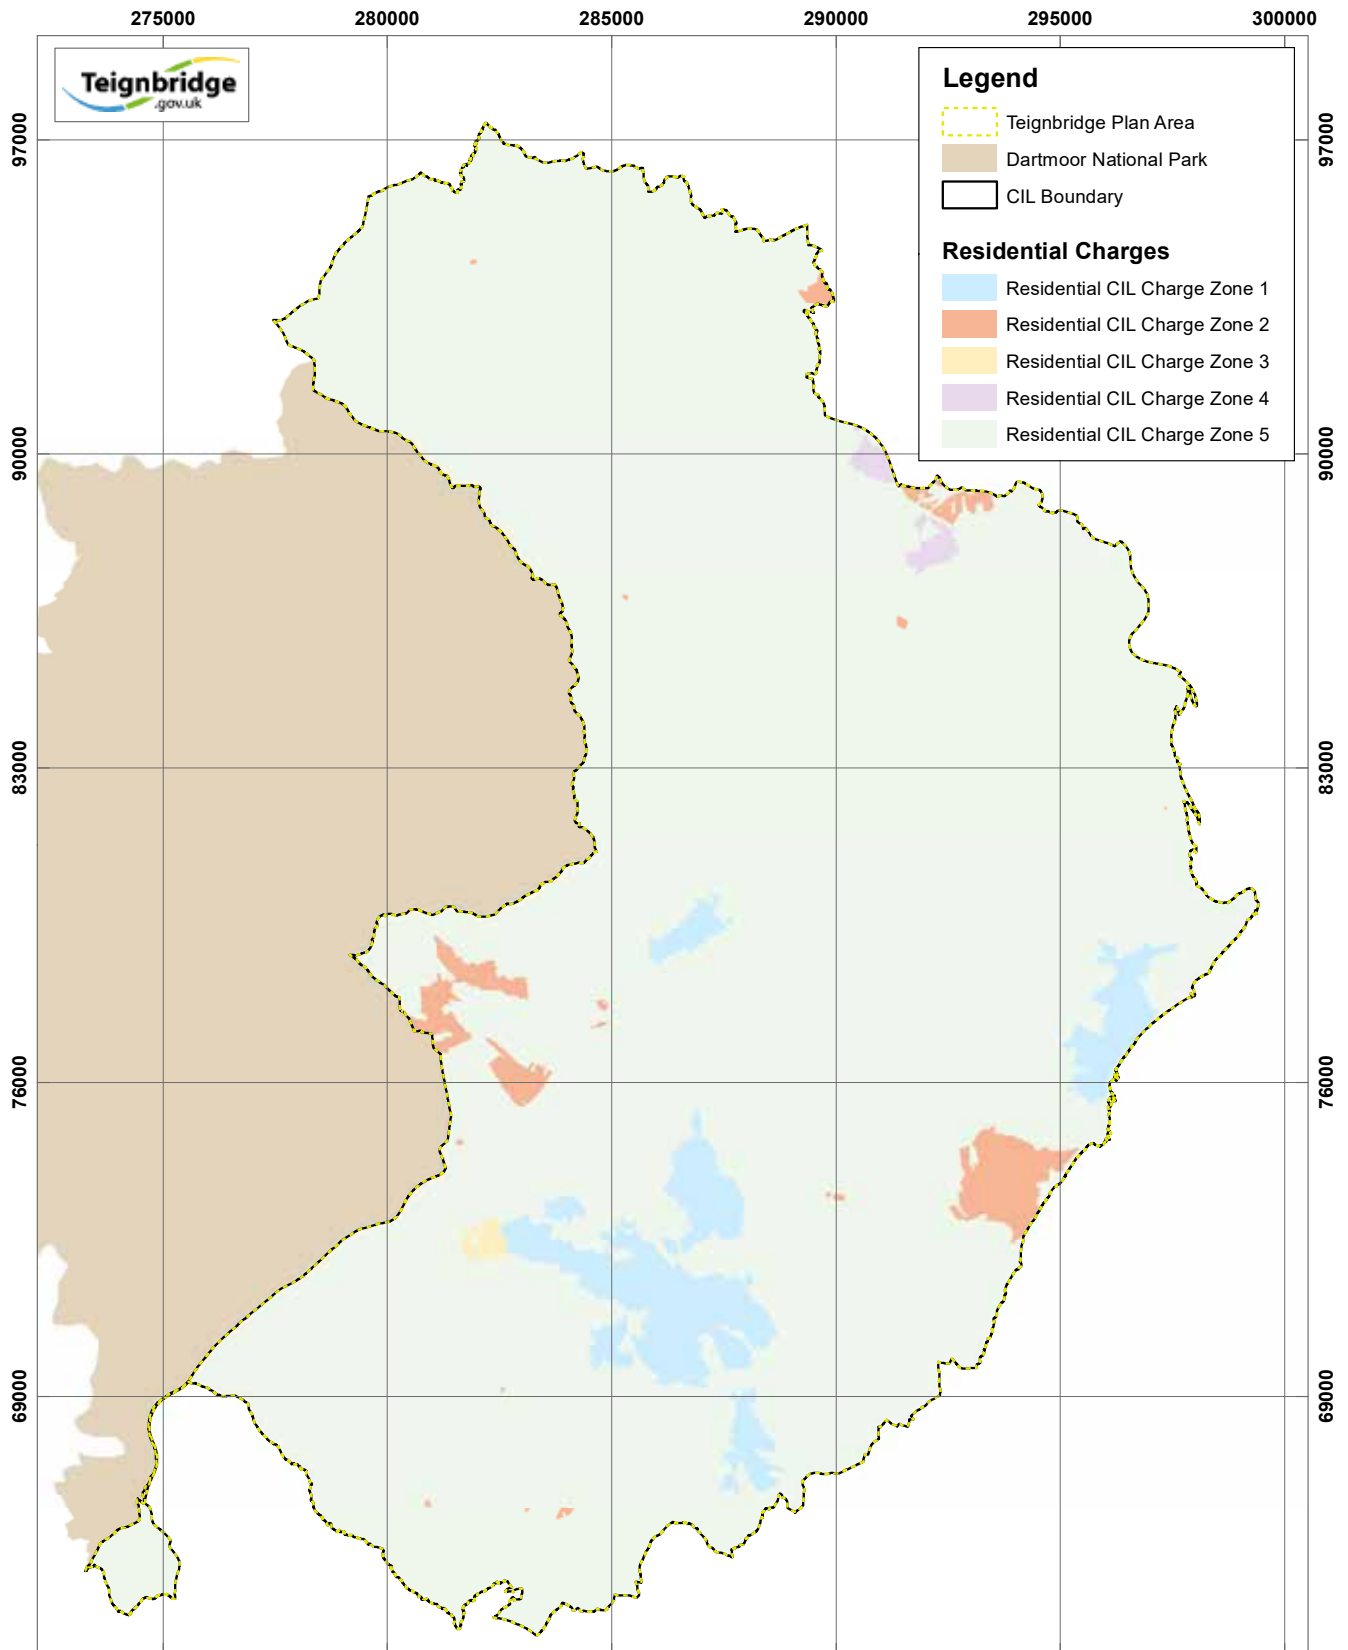 275000 280000 285000 290000 295000 300000
Teignbridge
.gov.uk
Legend
Teignbridge Plan Area
Dartmoor National Park
CIL Boundary
Residential Charges
Residential CIL Charge Zone 1
Residential CIL Charge Zone 2
Residential CIL Charge Zone 3
Residential CIL Charge Zone 4
Residential CIL Charge Zone 5
97000 97000
90000 90000
83000 83000
76000 76000
69000 69000